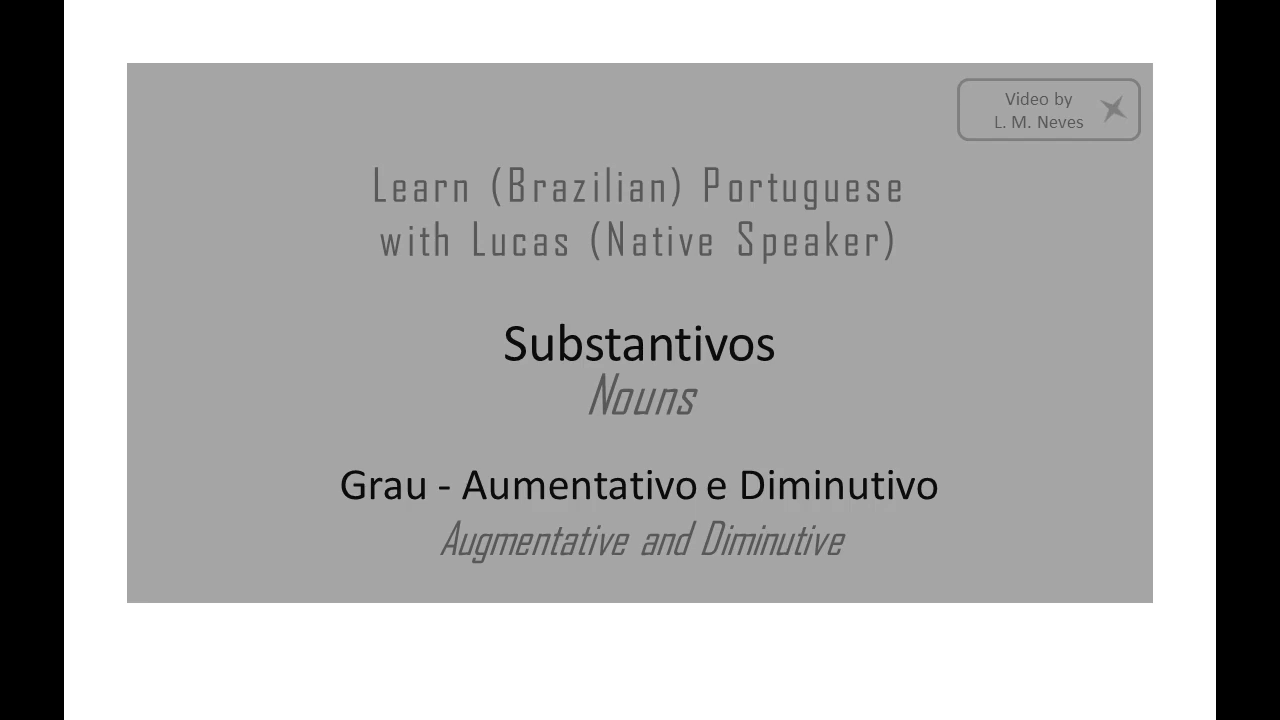 Video by
L. M. Neves
Learn (Brazilian) Portuguese
with Lucas (Native Speaker)
Substantivos
Nouns
Grau - Aumentativo e Diminutivo
Augmentative and Diminutive